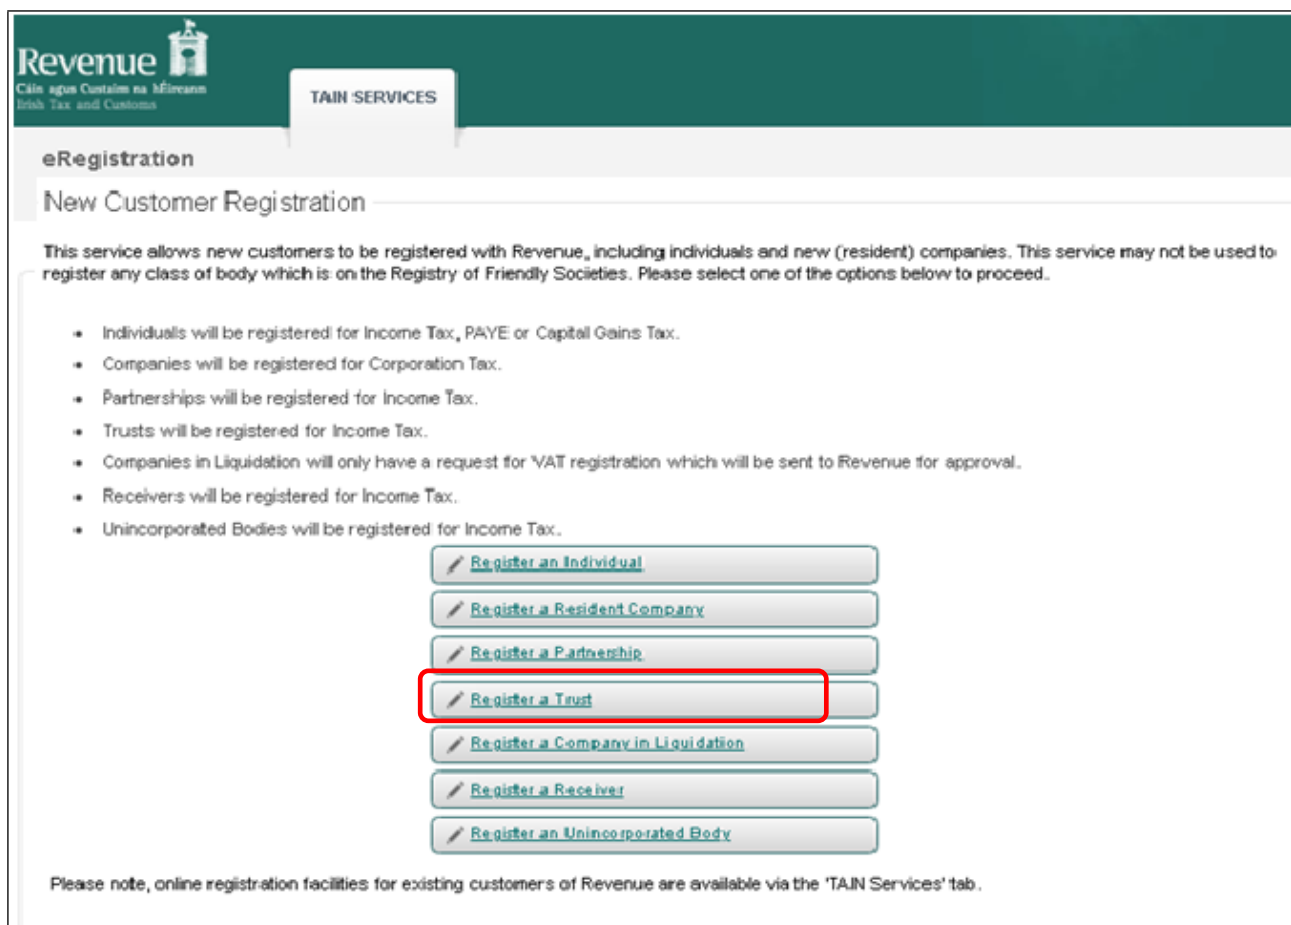 Revenue
Cáin agus Custaim na hÉireann
Irish Tax and Customs
TAIN SERVICES
eRegistration
New Customer Registration
This service allows new customers to be registered with Revenue, including individuals and new (resident) companies. This service may not be used to
register any class of body which is on the Registry of Friendly Societies. Please select one of the options below to proceed.
• Individuals will be registered for Income Tax, PAYE or Capital Gains Tax.
• Companies will be registered for Corporation Tax.
• Partnerships will be registered for Income Tax.
• Trusts will be registered for Income Tax.
• Companies in Liquidation will only have a request for VAT registration which will be sent to Revenue for approval.
• Receivers will be registered for Income Tax.
• Unincorporated Bodies will be registered for Income Tax.
Register an Individual
Register a Resident Company
Register a Partnership
Register a Trust
Register a Company in Liquidation
Register a Receiver
Register an Unincorporated Body
Please note, online registration facilities for existing customers of Revenue are available via the 'TAIN Services' tab.